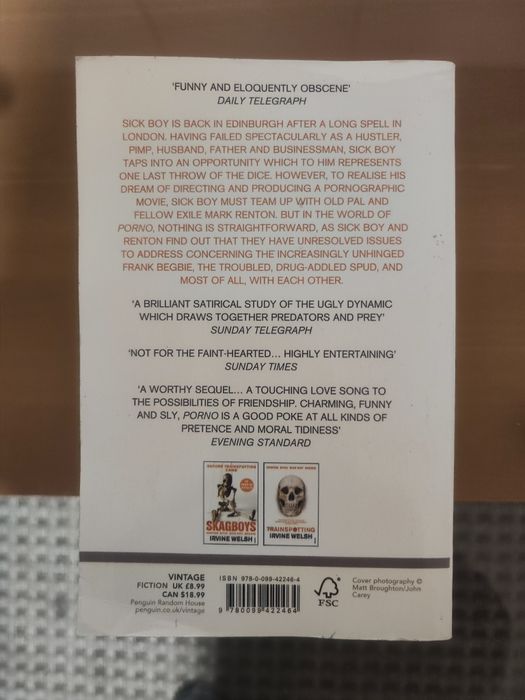 'FUNNY AND ELOQUENTLY OBSCENE'
DAILY TELEGRAPH
SICK BOY IS BACK IN EDINBURGH AFTER A LONG SPELL IN
LONDON. HAVING FAILED SPECTACULARLY AS A HUSTLER,
PIMP, HUSBAND, FATHER AND BUSINESSMAN, SICK BOY
TAPS INTO AN OPPORTUNITY WHICH TO HIM REPRESENTS
ONE LAST THROW OF THE DICE. HOWEVER, TO REALISE HIS
DREAM OF DIRECTING AND PRODUCING A PORNOGRAPHIC
MOVIE, SICK BOY MUST TEAM UP WITH OLD PAL AND
FELLOW EXILE MARK RENTON. BUT IN THE WORLD OF
PORNO, NOTHING IS STRAIGHTFORWARD, AS SICK BOY AND
RENTON FIND OUT THAT THEY HAVE UNRESOLVED ISSUES
TO ADDRESS CONCERNING THE INCREASINGLY UNHINGED
FRANK BEGBIE, THE TROUBLED, DRUG-ADDLED SPUD, AND
MOST OF ALL, WITH EACH OTHER.
'A BRILLIANT SATIRICAL STUDY OF THE UGLY DYNAMIC
WHICH DRAWS TOGETHER PREDATORS AND PREY'
SUNDAY TELEGRAPH
'NOT FOR THE FAINT-HEARTED... HIGHLY ENTERTAINING'
SUNDAY TIMES
'A WORTHY SEQUEL... A TOUCHING LOVE SONG TO
THE POSSIBILITIES OF FRIENDSHIP. CHARMING, FUNNY
AND SLY, PORNO IS A GOOD POKE AT ALL KINDS OF
PRETENCE AND MORAL TIDINESS'
EVENING STANDARD
BEFORE TRAINSPOTTING
CAME
SKAGBOYS
IRVINE WELSH
TRAINSPOTTING
IRVINE WELSH
VINTAGE
FICTION UK £8.99
CAN $18.99
Penguin Random House
penguin.co.uk/vintage
ISBN 978-0-099-42246-4
9 780099 422464
FSC
Cover photography ©
Matt Broughton/John
Carey